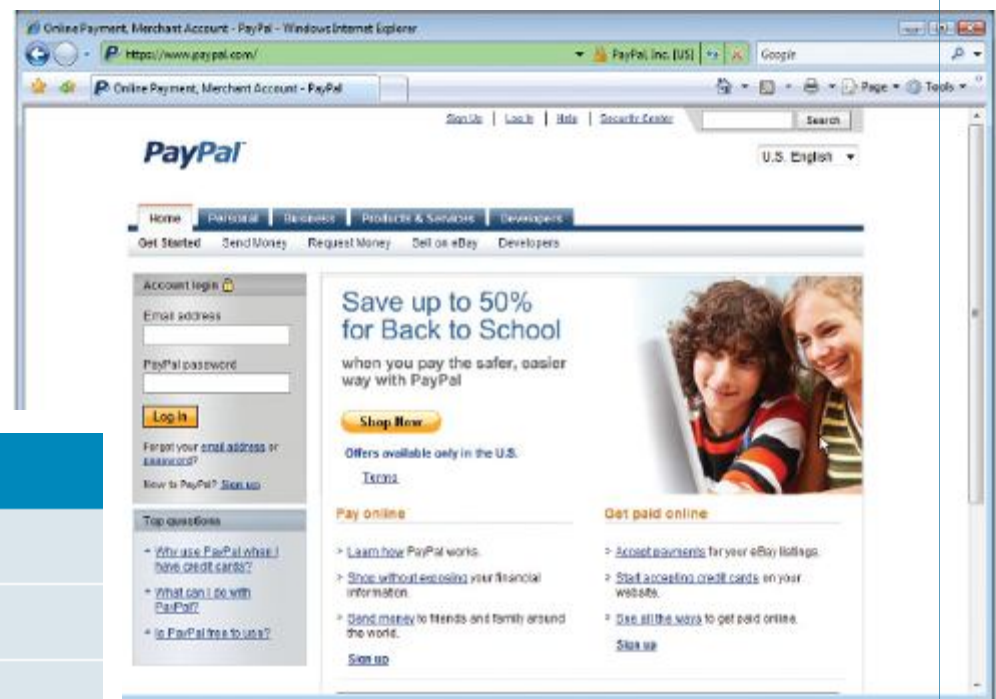 Online Payment, Merchant Account - PayPal - Windows Internet Explorer
https://www.paypal.com/
PayPal, Inc. [US]
Google
Online Payment, Merchant Account - PayPal
Page
Tools
Sign Up | Log In | Help | Security Center
Search
PayPal
U.S. English
Home
Personal
Business
Products & Services
Developers
Get Started
Send Money
Request Money
Sell on eBay
Developers
Account login
Email address
PayPal password
Log In
Forgot your email address or
password?
New to PayPal? Sign up
Top questions
Why use PayPal when I
have credit cards?
What can I do with
PayPal?
Is PayPal free to use?
Save up to 50%
for Back to School
when you pay the safer, easier
way with PayPal
Shop Now
Offers available only in the U.S.
Terms
Pay online
> Learn how PayPal works.
> Shop without exposing your financial
information.
> Send money to friends and family around
the world.
Sign up
Get paid online
> Accept payments for your eBay listings.
> Start accepting credit cards on your
website.
> See all the ways to get paid online.
Sign up